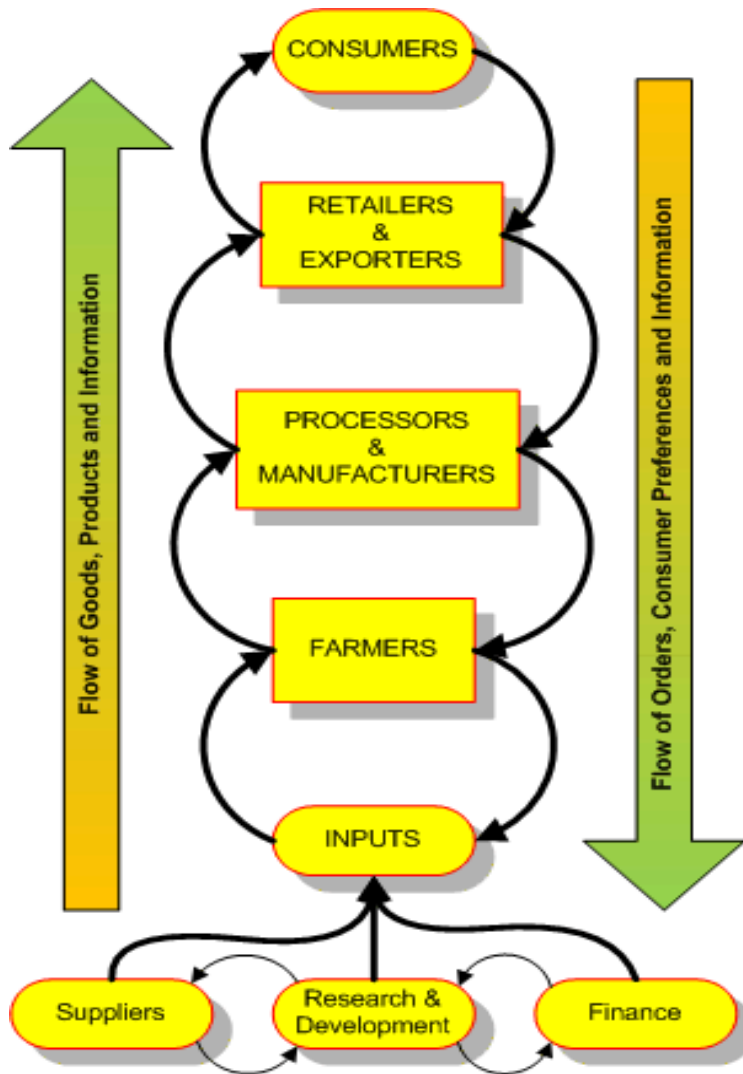 CONSUMERS
RETAILERS
&
EXPORTERS
PROCESSORS
&
MANUFACTURERS
FARMERS
INPUTS
Suppliers
Research &
Development
Finance
Flow of Goods, Products and Information
Flow of Orders, Consumer Preferences and Information